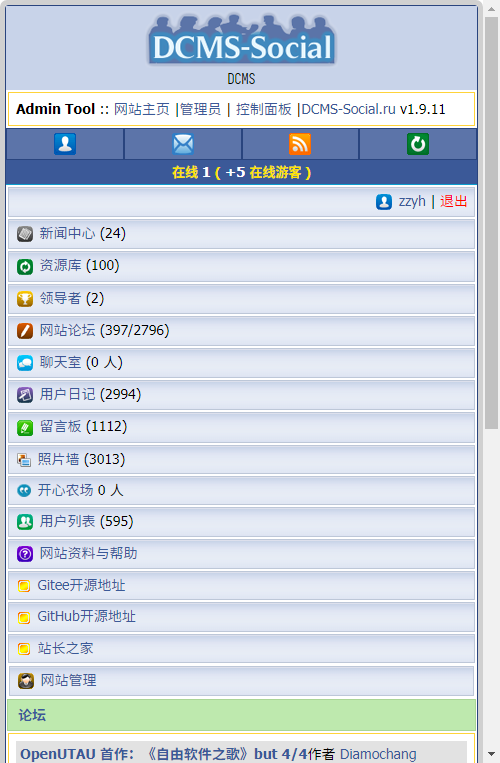 DCMS-Social
DCMS
Admin Tool :: 网站主页 |管理员 | 控制面板 |DCMS-Social.ru v1.9.11
在线 1 ( +5 在线游客 )
zzyh | 退出
新闻中心 (24)
资源库 (100)
领导者 (2)
网站论坛 (397/2796)
聊天室 (0 人)
用户日记 (2994)
留言板 (1112)
照片墙 (3013)
开心农场 0 人
用户列表 (595)
网站资料与帮助
Gitee开源地址
GitHub开源地址
站长之家
网站管理
论坛
OpenUTAU 首作：《自由软件之歌》but 4/4作者 Diamochang